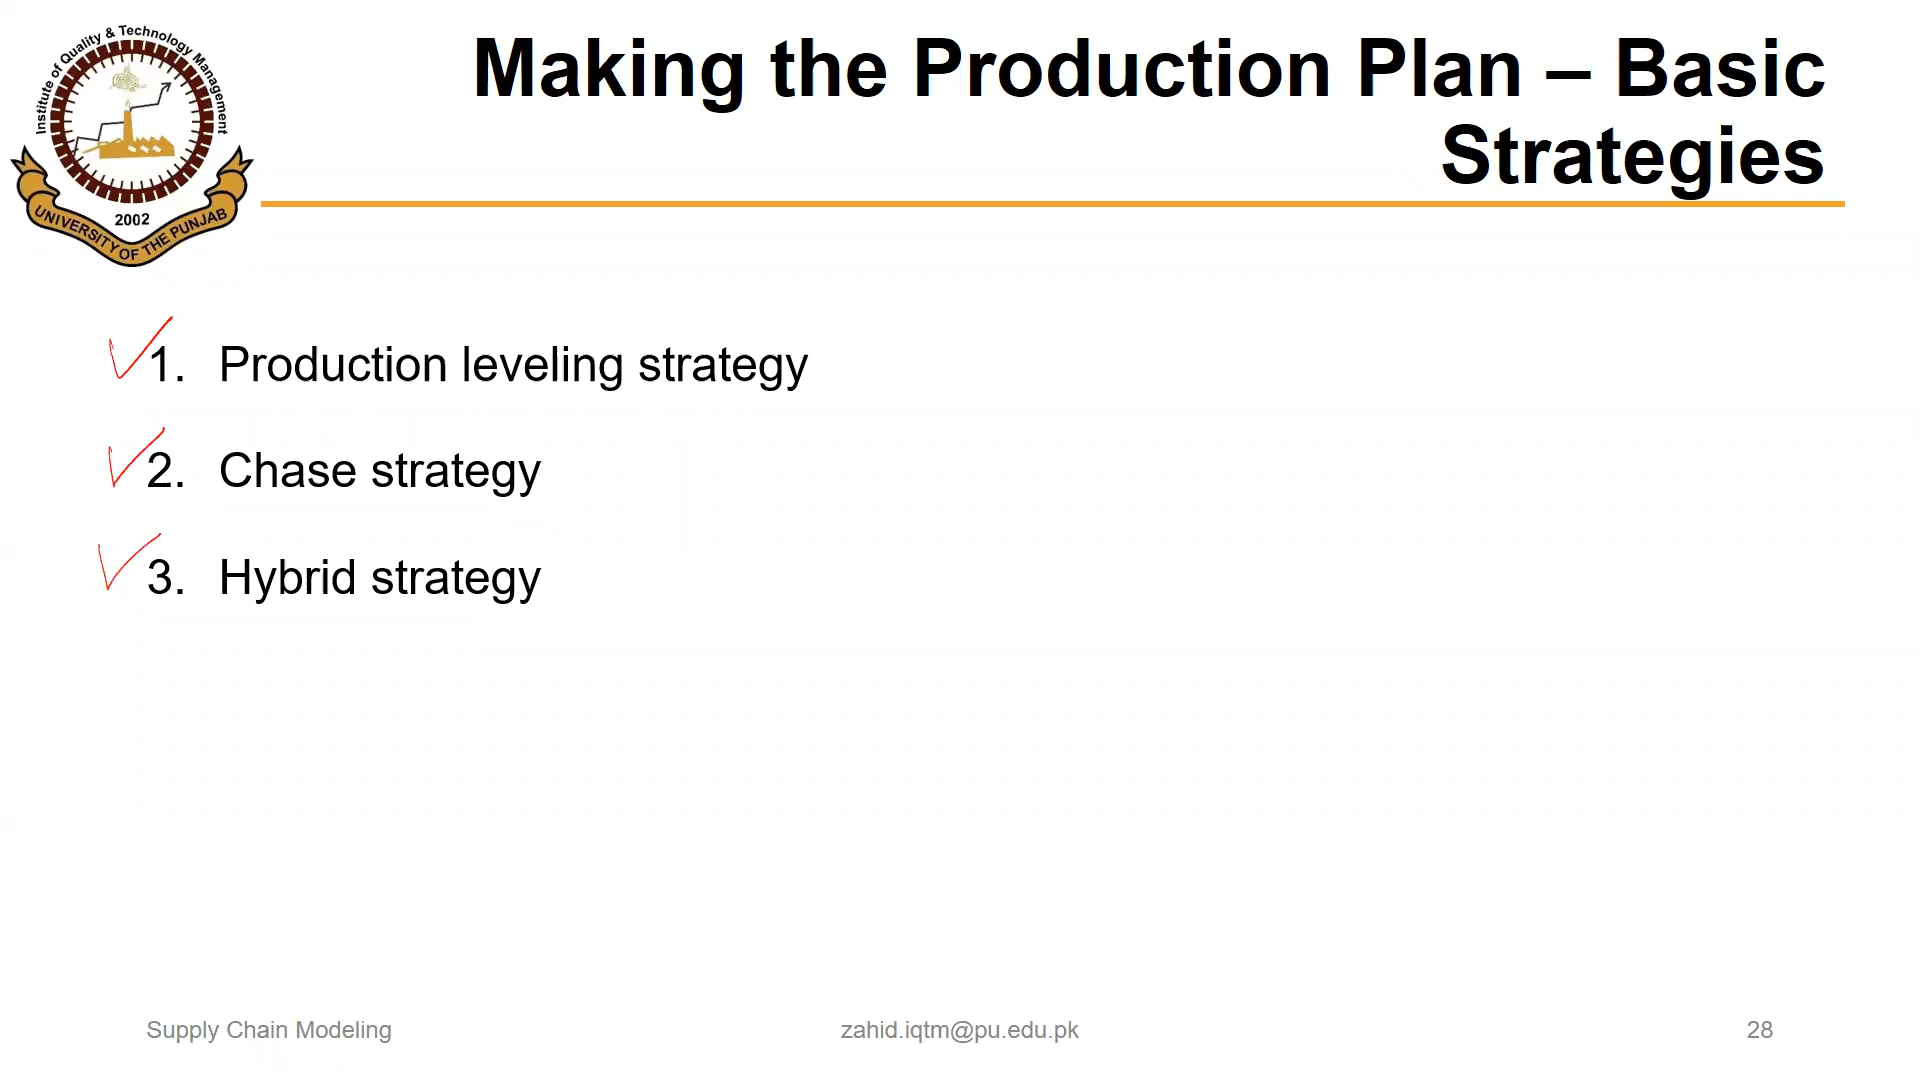 Institute of Quality & Technology Management
2002
UNIVERSITY OF THE PUNJAB
Making the Production Plan – Basic
Strategies
1. Production leveling strategy
2. Chase strategy
3. Hybrid strategy
Supply Chain Modeling
zahid.iqtm@pu.edu.pk
28